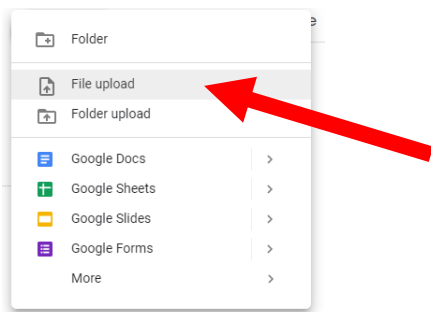 Folder
e
File upload
Folder upload
Google Docs
Google Sheets
Google Slides
Google Forms
More